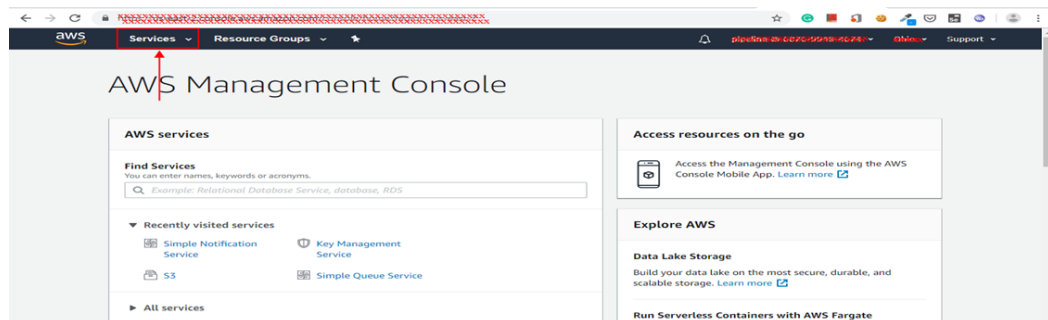 aws
Services
Resource Groups
Support
AWS Management Console
AWS services
Find Services
You can enter names, keywords or acronyms.
Example: Relational Database Service, database, RDS
Recently visited services
Simple Notification
Service
Key Management
Service
S3
Simple Queue Service
All services
Access resources on the go
Access the Management Console using the AWS
Console Mobile App. Learn more
Explore AWS
Data Lake Storage
Build your data lake on the most secure, durable, and
scalable storage. Learn more
Run Serverless Containers with AWS Fargate